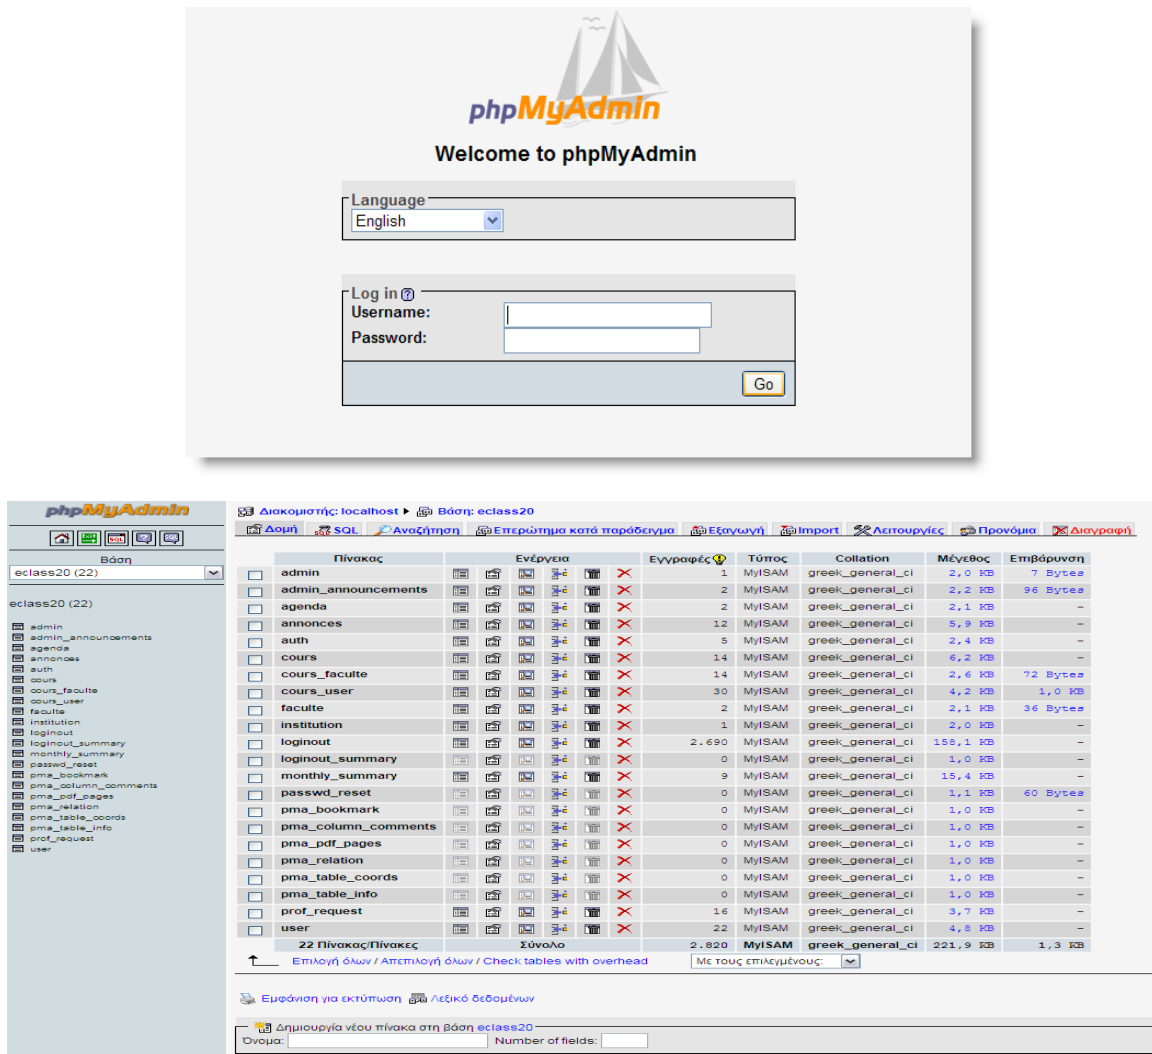 phpMyAdmin
Welcome to phpMyAdmin
Language
English
Log in
Username:
Password:
Go
phpMyAdmin
Βάση
eclass20 (22)
eclass20 (22)
admin
admin_announcements
agenda
annonces
auth
cours
cours_faculte
cours_user
faculte
institution
loginout
loginout_summary
monthly_summary
passwd_reset
pma_bookmark
pma_column_comments
pma_pdf_pages
pma_relation
pma_table_coords
pma_table_info
prof_request
user
Διακομιστής: localhost Βάση: eclass20
Δομή SQL Αναζήτηση Επερώτημα κατά παράδειγμα Εξαγωγή Import Λειτουργίες Προνόμια Διαγραφή
Πίνακας Ενέργεια Εγγραφές Τύπος Collation Μέγεθος Επιβάρυνση
admin 1 MyISAM greek_general_ci 2,0 KB 7 Bytes
admin_announcements 2 MyISAM greek_general_ci 2,2 KB 96 Bytes
agenda 2 MyISAM greek_general_ci 2,1 KB -
annonces 12 MyISAM greek_general_ci 5,9 KB -
auth 5 MyISAM greek_general_ci 2,4 KB -
cours 14 MyISAM greek_general_ci 6,2 KB -
cours_faculte 14 MyISAM greek_general_ci 2,6 KB 72 Bytes
cours_user 30 MyISAM greek_general_ci 4,2 KB 1,0 KB
faculte 2 MyISAM greek_general_ci 2,1 KB 36 Bytes
institution 1 MyISAM greek_general_ci 2,0 KB -
loginout 2.690 MyISAM greek_general_ci 158,1 KB -
loginout_summary 0 MyISAM greek_general_ci 1,0 KB -
monthly_summary 9 MyISAM greek_general_ci 15,4 KB -
passwd_reset 0 MyISAM greek_general_ci 1,1 KB 60 Bytes
pma_bookmark 0 MyISAM greek_general_ci 1,0 KB -
pma_column_comments 0 MyISAM greek_general_ci 1,0 KB -
pma_pdf_pages 0 MyISAM greek_general_ci 1,0 KB -
pma_relation 0 MyISAM greek_general_ci 1,0 KB -
pma_table_coords 0 MyISAM greek_general_ci 1,0 KB -
pma_table_info 0 MyISAM greek_general_ci 1,0 KB -
prof_request 16 MyISAM greek_general_ci 3,7 KB -
user 22 MyISAM greek_general_ci 4,8 KB -
22 Πίνακας/Πίνακες Σύνολο 2.820 MyISAM greek_general_ci 221,9 KB 1,3 KB
Επιλογή όλων / Απεπιλογή όλων / Check tables with overhead Με τους επιλεγμένους:
Εμφάνιση για εκτύπωση Λεξικό δεδομένων
Δημιουργία νέου πίνακα στη βάση eclass20
Όνομα: Number of fields: